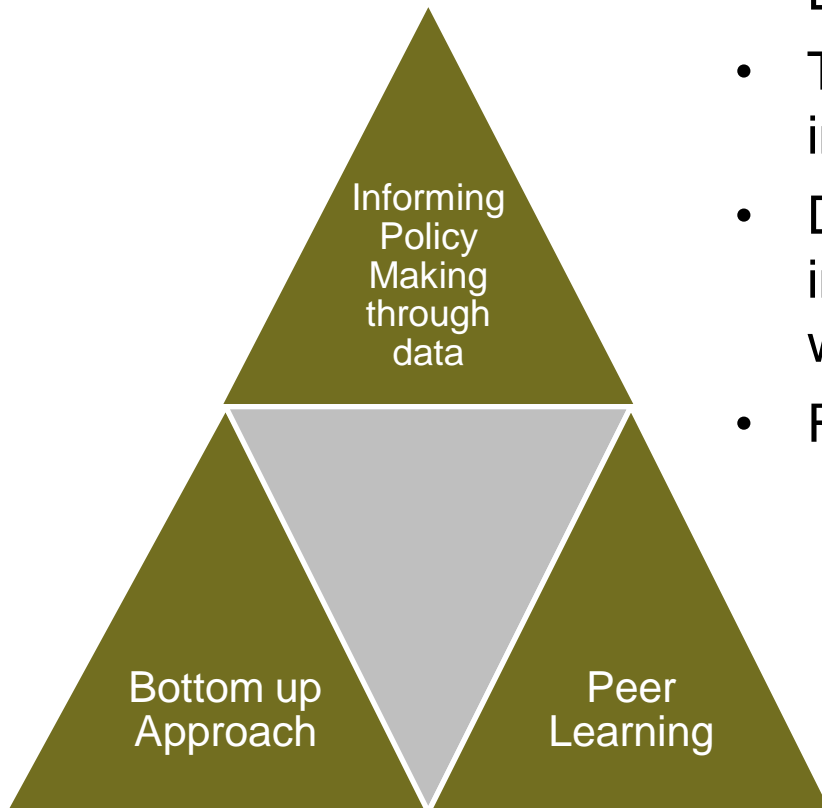 Informing
Policy
Making
through
data
Bottom up
Approach
Peer
Learning
•
•
•